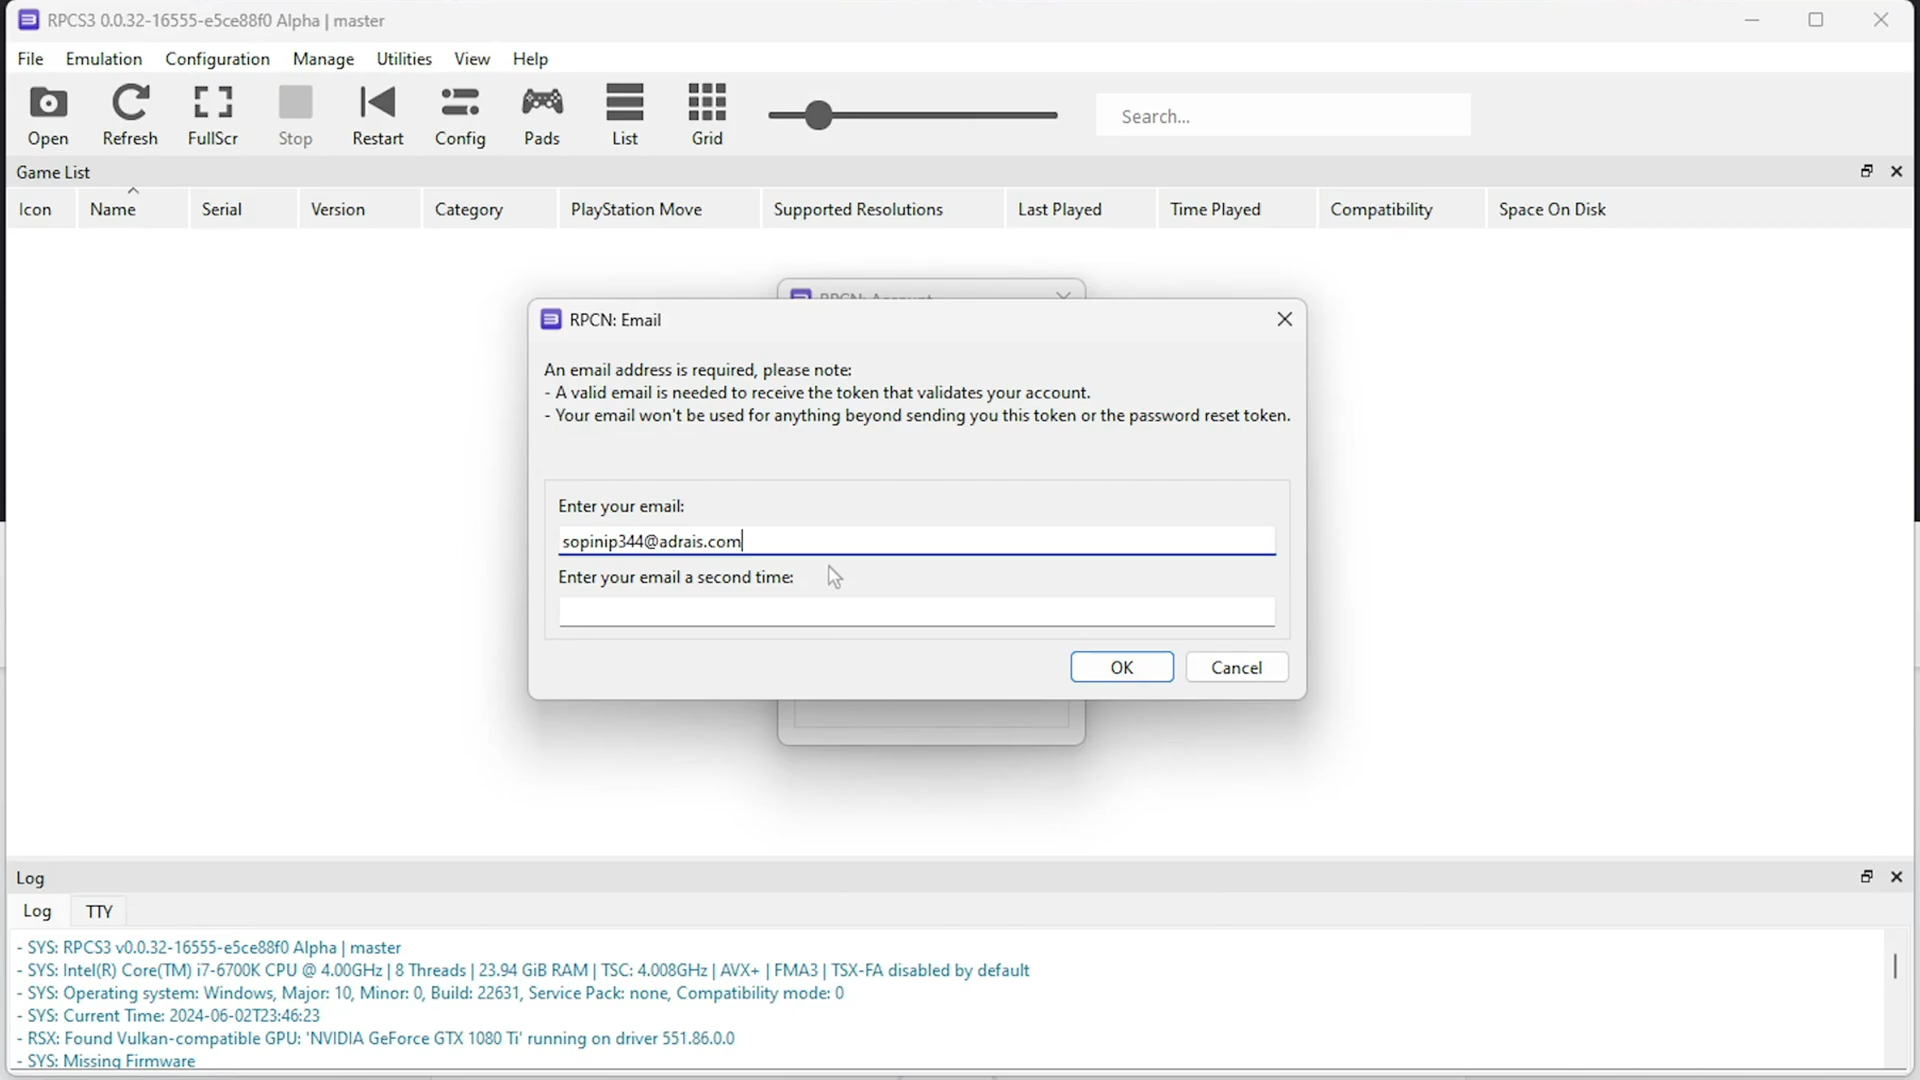 RPCS3 0.0.32-16555-e5ce88f0 Alpha | master
File Emulation Configuration Manage Utilities View Help
Open Refresh FullScr Stop Restart Config Pads List Grid Search...
Game List
Icon Name Serial Version Category PlayStation Move Supported Resolutions Last Played Time Played Compatibility Space On Disk
RPCN: Account
RPCN: Email
An email address is required, please note:
- A valid email is needed to receive the token that validates your account.
- Your email won't be used for anything beyond sending you this token or the password reset token.
Enter your email:
sopinip344@adrais.com
Enter your email a second time:
OK Cancel
Log
Log TTY
- SYS: RPCS3 v0.0.32-16555-e5ce88f0 Alpha | master
- SYS: Intel(R) Core(TM) i7-6700K CPU @ 4.00GHz | 8 Threads | 23.94 GiB RAM | TSC: 4.008GHz | AVX+ | FMA3 | TSX-FA disabled by default
- SYS: Operating system: Windows, Major: 10, Minor: 0, Build: 22631, Service Pack: none, Compatibility mode: 0
- SYS: Current Time: 2024-06-02T23:46:23
- RSX: Found Vulkan-compatible GPU: 'NVIDIA GeForce GTX 1080 Ti' running on driver 551.86.0.0
- SYS: Missing Firmware